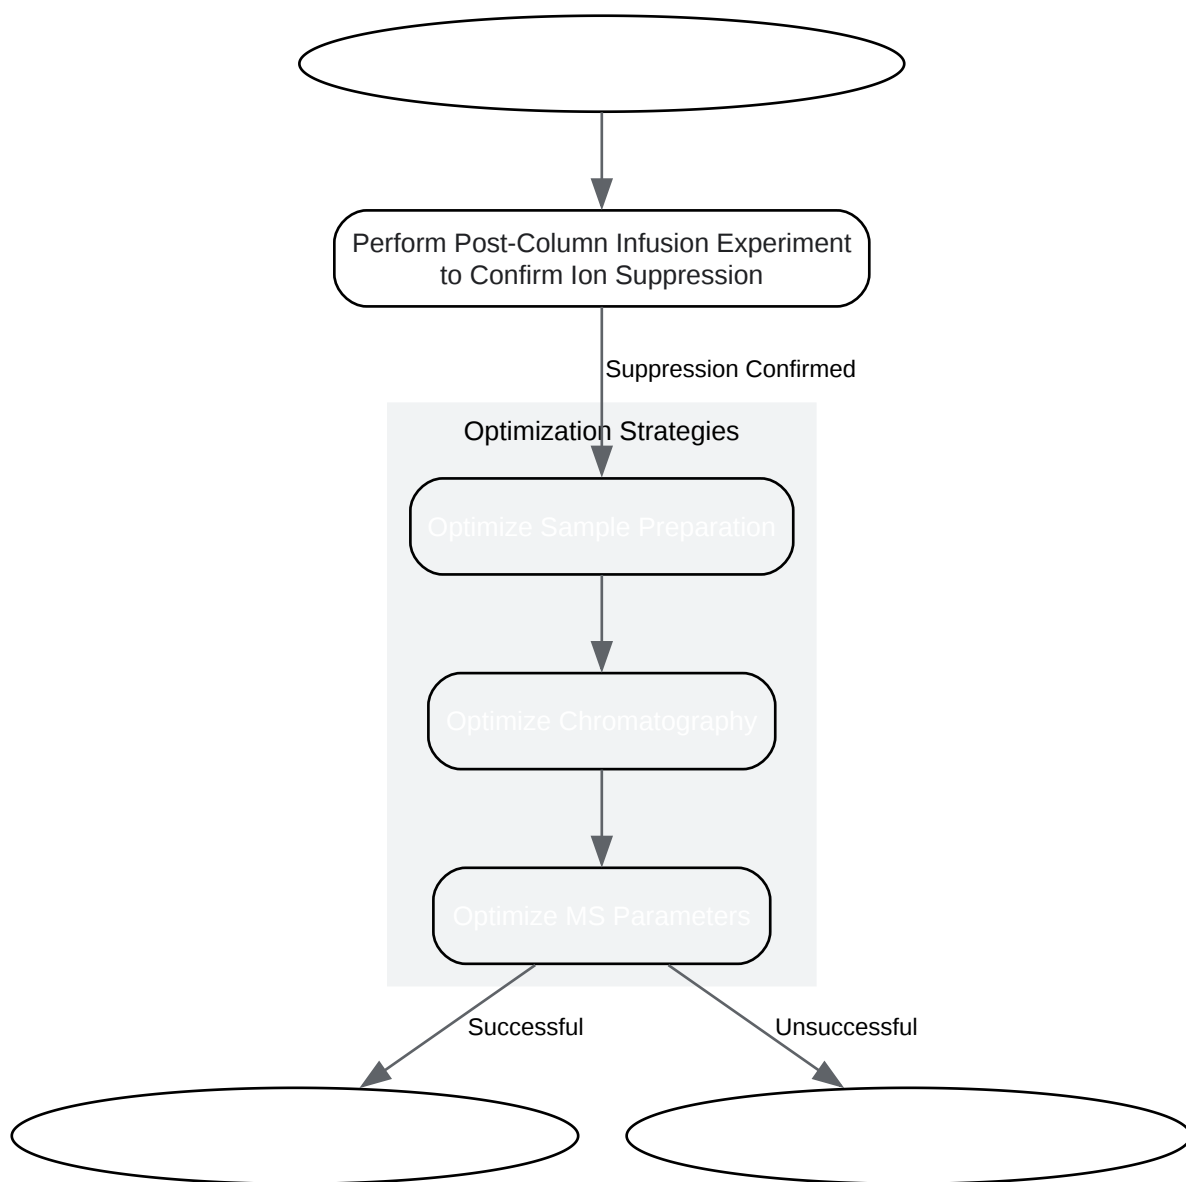 Perform Post-Column Infusion Experiment
to Confirm Ion Suppression
Suppression Confirmed
Optimization Strategies
Optimize Sample Preparation
Optimize Chromatography
Optimize MS Parameters
Successful
Unsuccessful